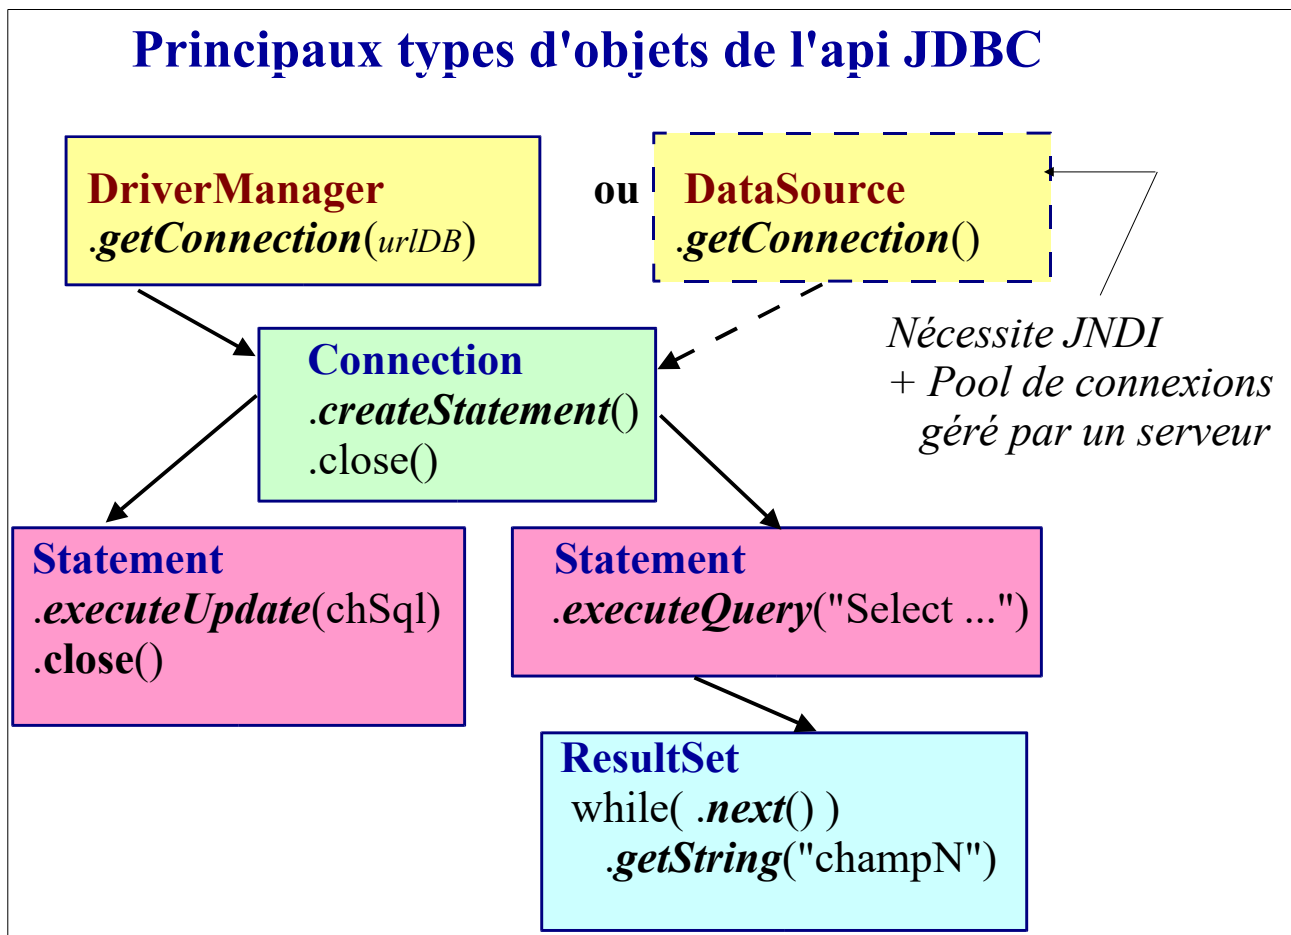 Principaux types d'objets de l'api JDBC
DriverManager
.getConnection(urlDB)
ou
DataSource
.getConnection()
Nécessite JNDI
+ Pool de connexions
géré par un serveur
Connection
.createStatement()
.close()
Statement
.executeUpdate(chSql)
.close()
Statement
.executeQuery("Select ...")
ResultSet
while( .next() )
.getString("champN")